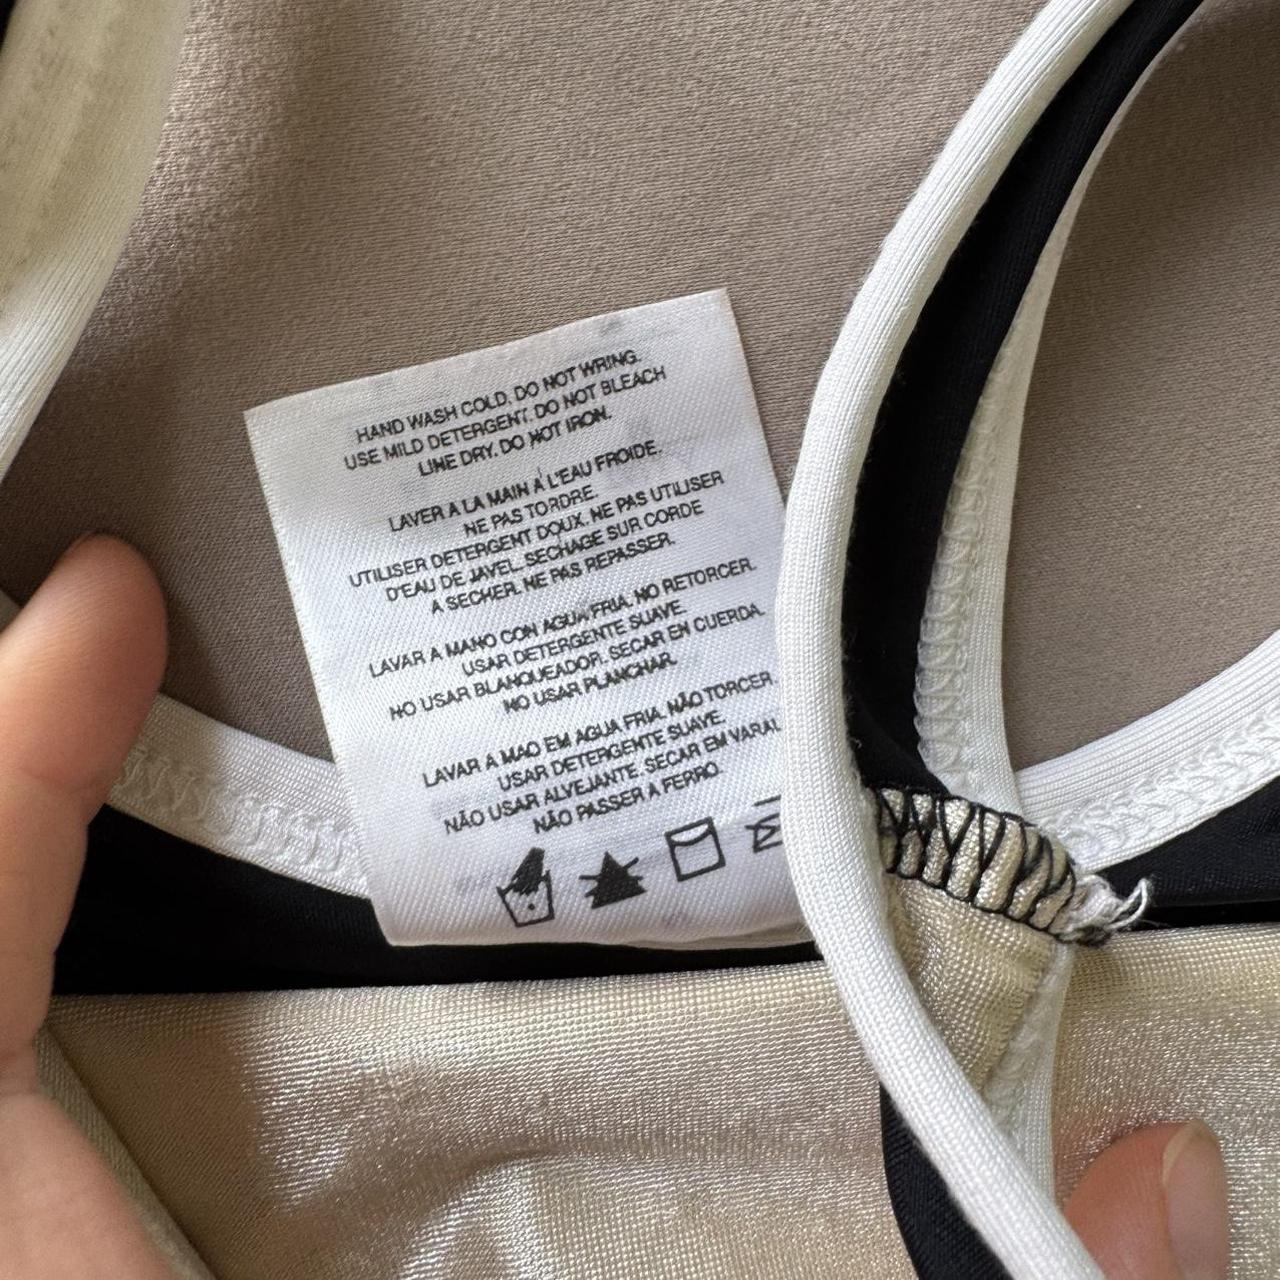 HAND WASH COLD. DO NOT WRING.
USE MILD DETERGENT. DO NOT BLEACH
LINE DRY. DO NOT IRON.
LAVER A LA MAIN A L'EAU FROIDE.
NE PAS TORDRE.
UTILISER DETERGENT DOUX. NE PAS UTILISER
D'EAU DE JAVEL. SECHAGE SUR CORDE
A SECHER. NE PAS REPASSER.
LAVAR A MANO CON AGUA FRIA. NO RETORCER.
USAR DETERGENTE SUAVE.
NO USAR BLANQUEADOR. SECAR EN CUERDA.
NO USAR PLANCHAR.
LAVAR A MAO EM AGUA FRIA. NÃO TORCER.
USAR DETERGENTE SUAVE.
NÃO USAR ALVEJANTE. SECAR EM VARAL
NÃO PASSER A FERRO.